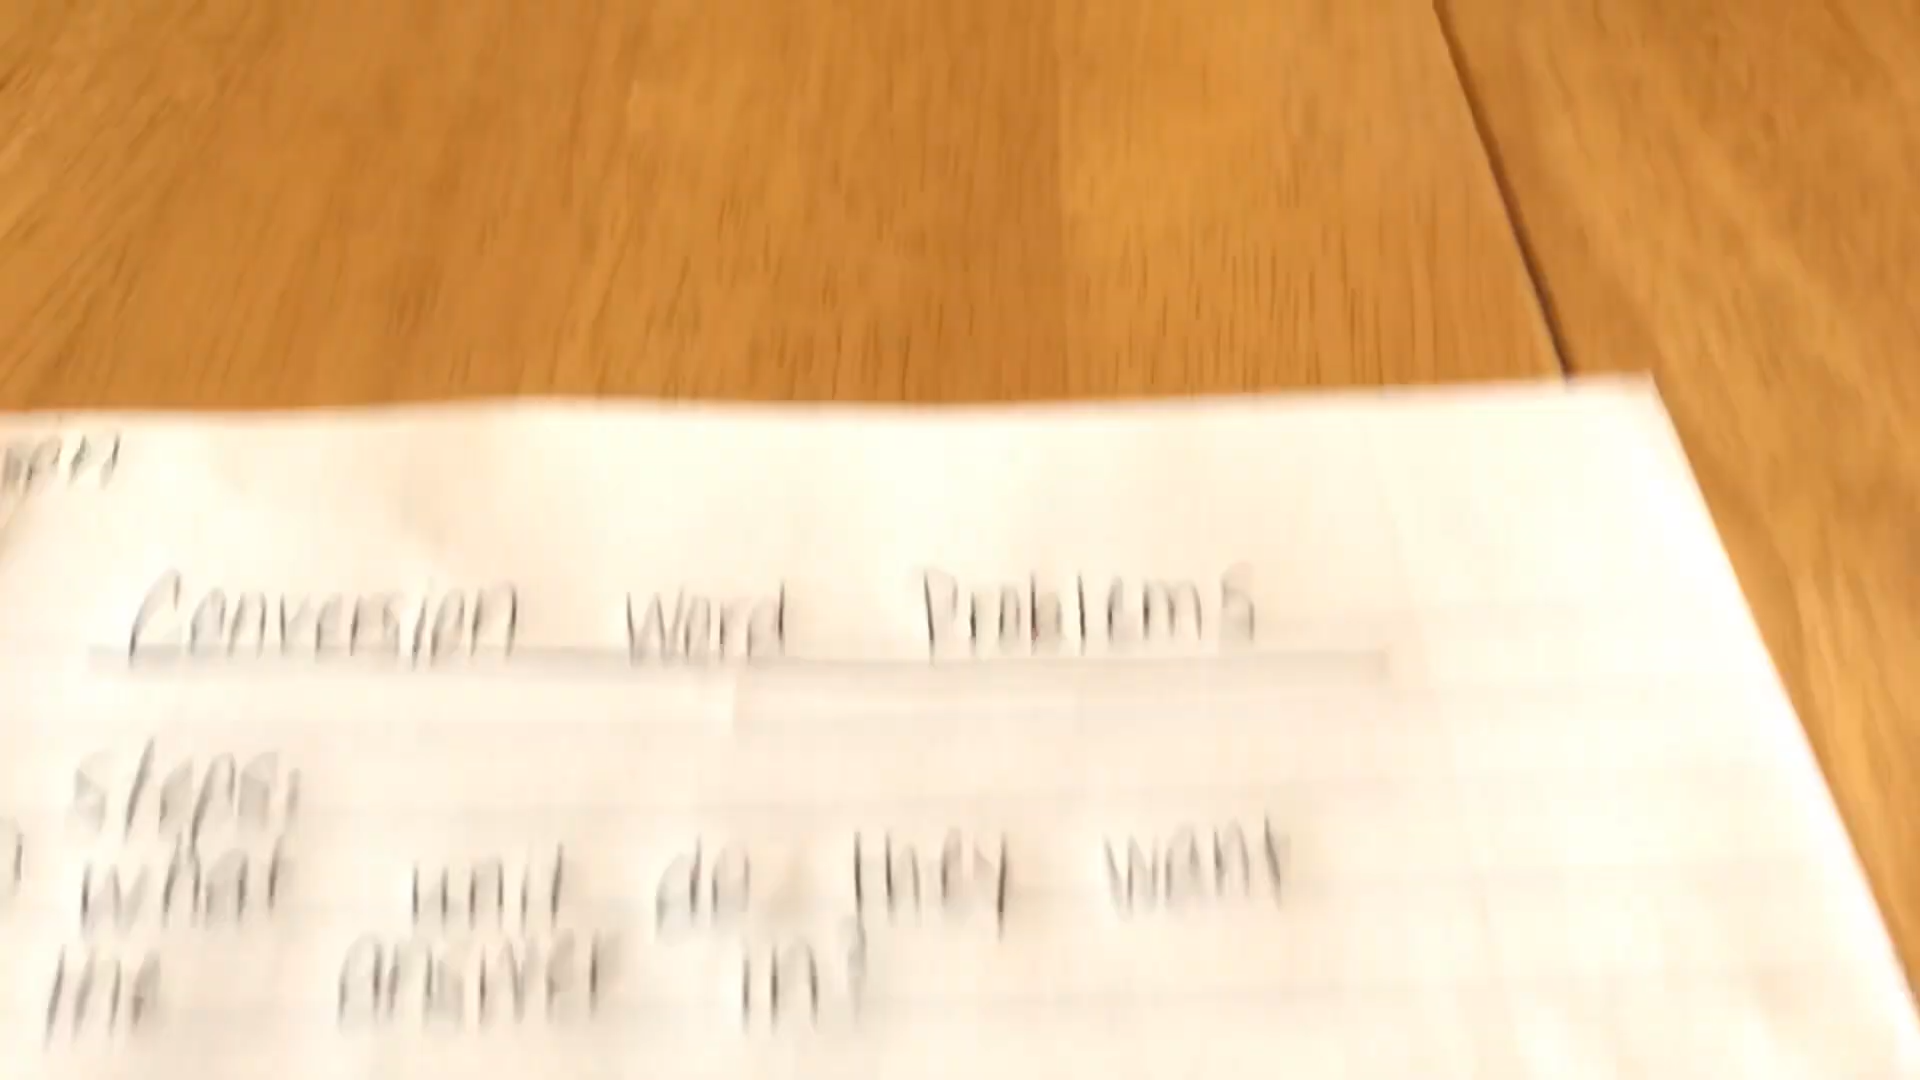 Conversion Word Problems
steps:
what unit do they want
the answer in?